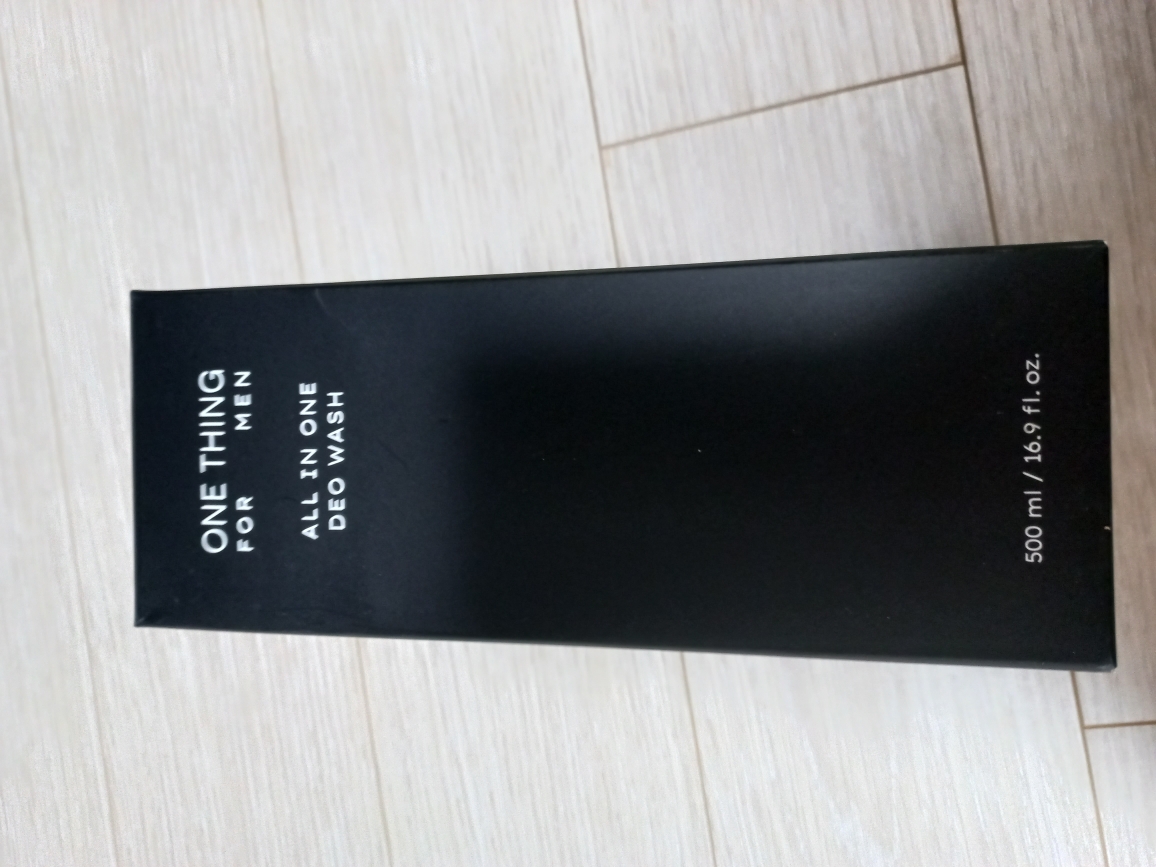 ONE THING
FOR MEN
ALL IN ONE
DEO WASH
500 ml / 16.9 fl. oz.